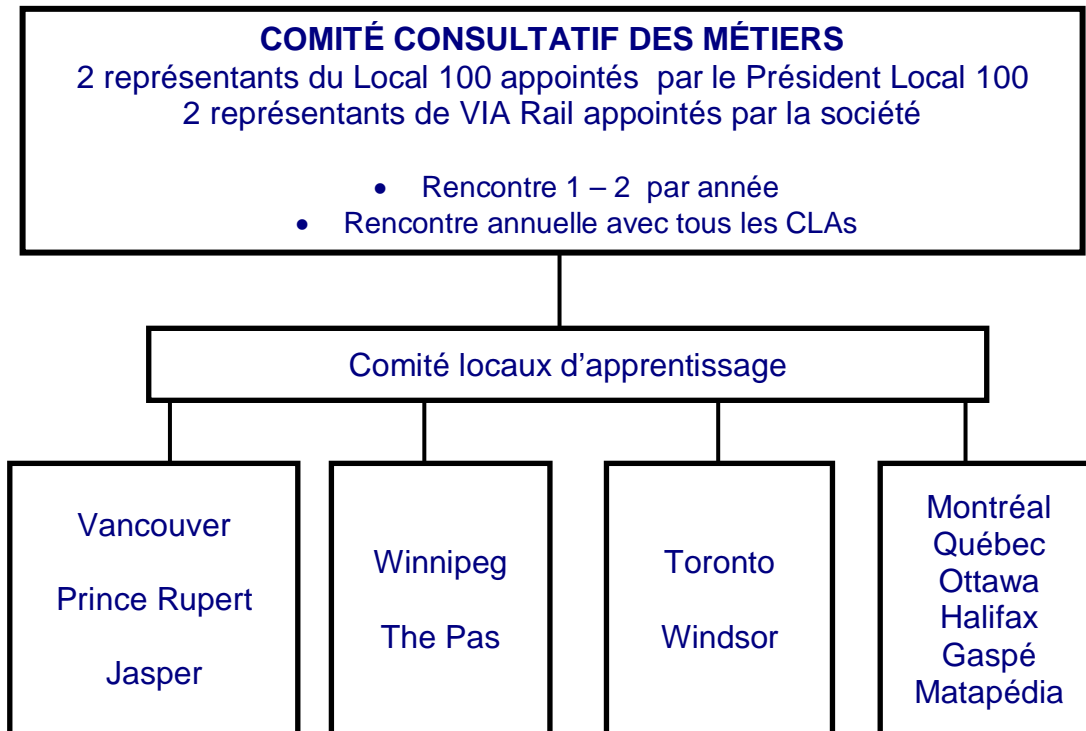 COMITÉ CONSULTATIF DES MÉTIERS
2 représentants du Local 100 appointés par le Président Local 100
2 représentants de VIA Rail appointés par la société
• Rencontre 1 – 2 par année
• Rencontre annuelle avec tous les CLAs
Comité locaux d’apprentissage
Vancouver
Prince Rupert
Jasper
Winnipeg
The Pas
Toronto
Windsor
Montréal
Québec
Ottawa
Halifax
Gaspé
Matapédia